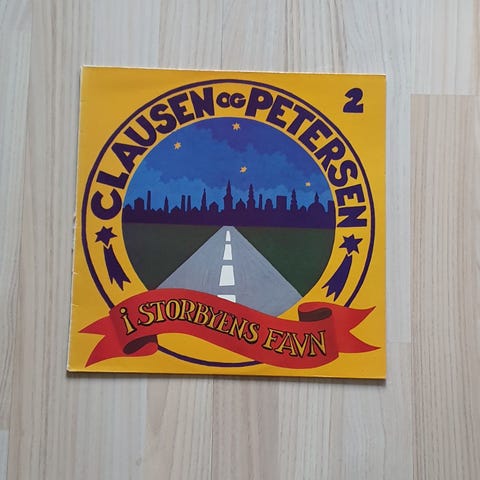 CLAUSEN OG PETERSEN
2
i STORBYENS FAVN